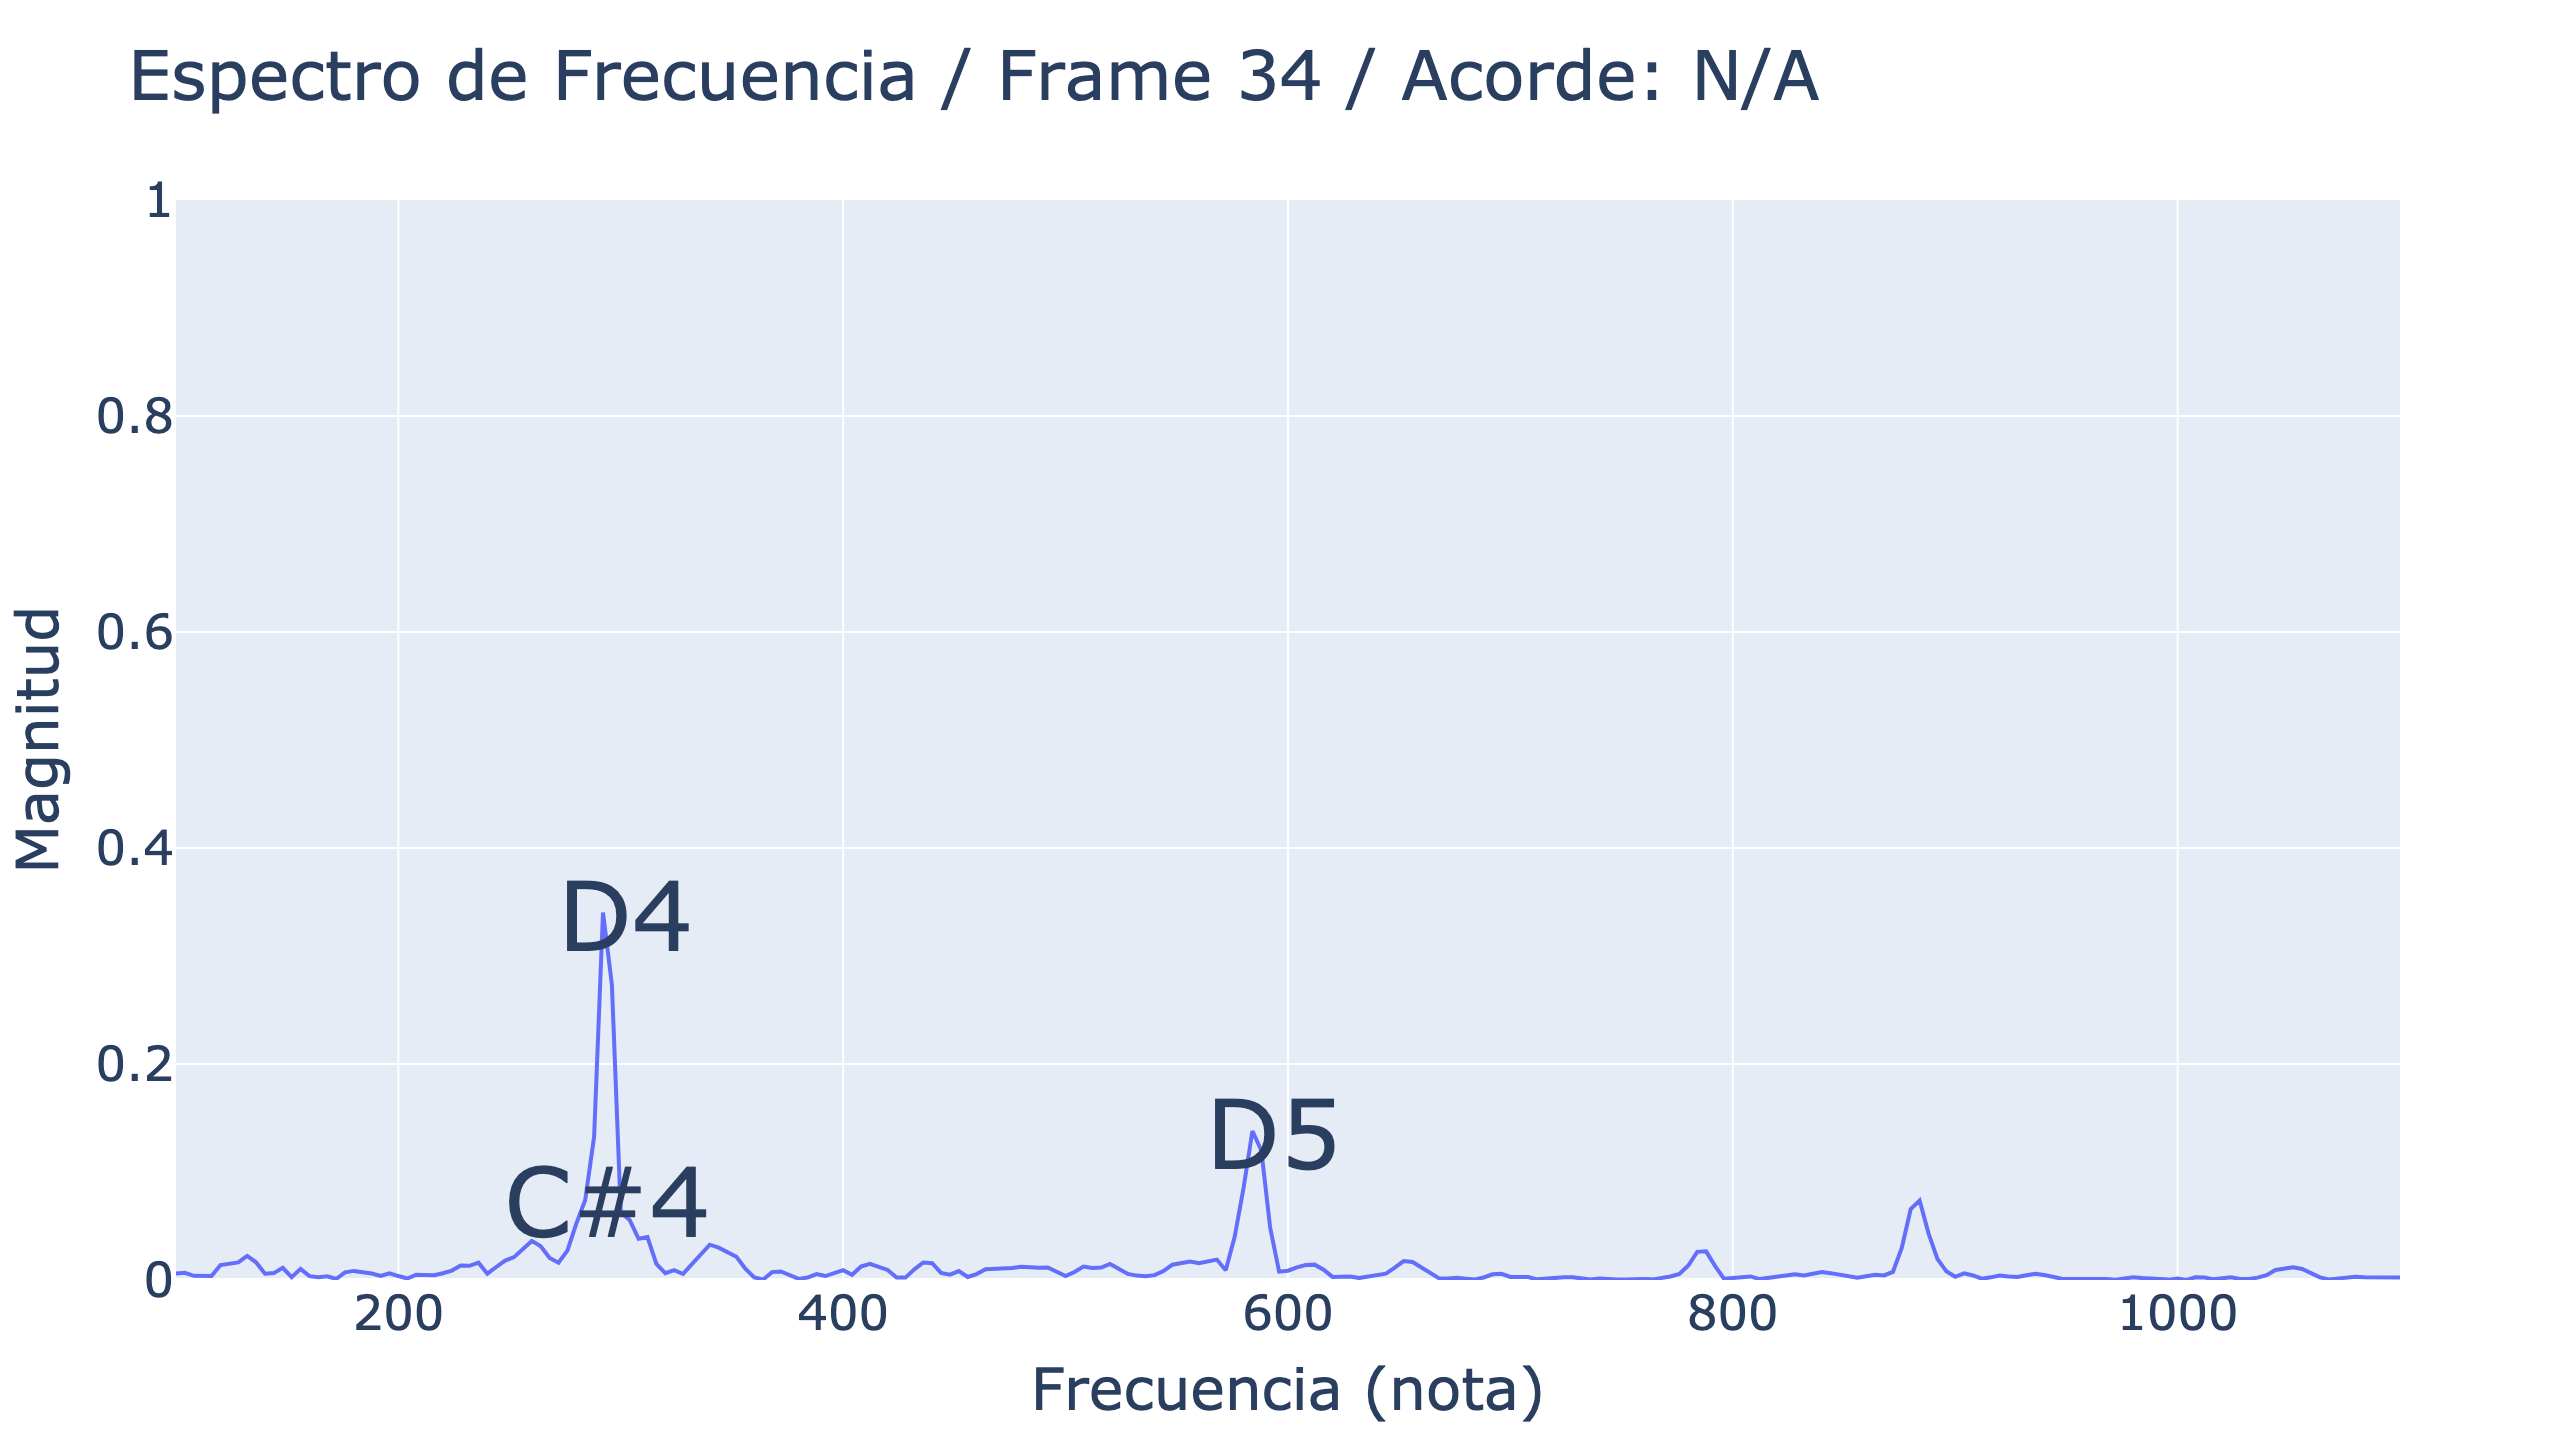 Espectro de Frecuencia / Frame 34 / Acorde: N/A
1
0.8
0.6
0.4
0.2
0
Magnitud
D4
C#4
D5
200
400
600
800
1000
Frecuencia (nota)